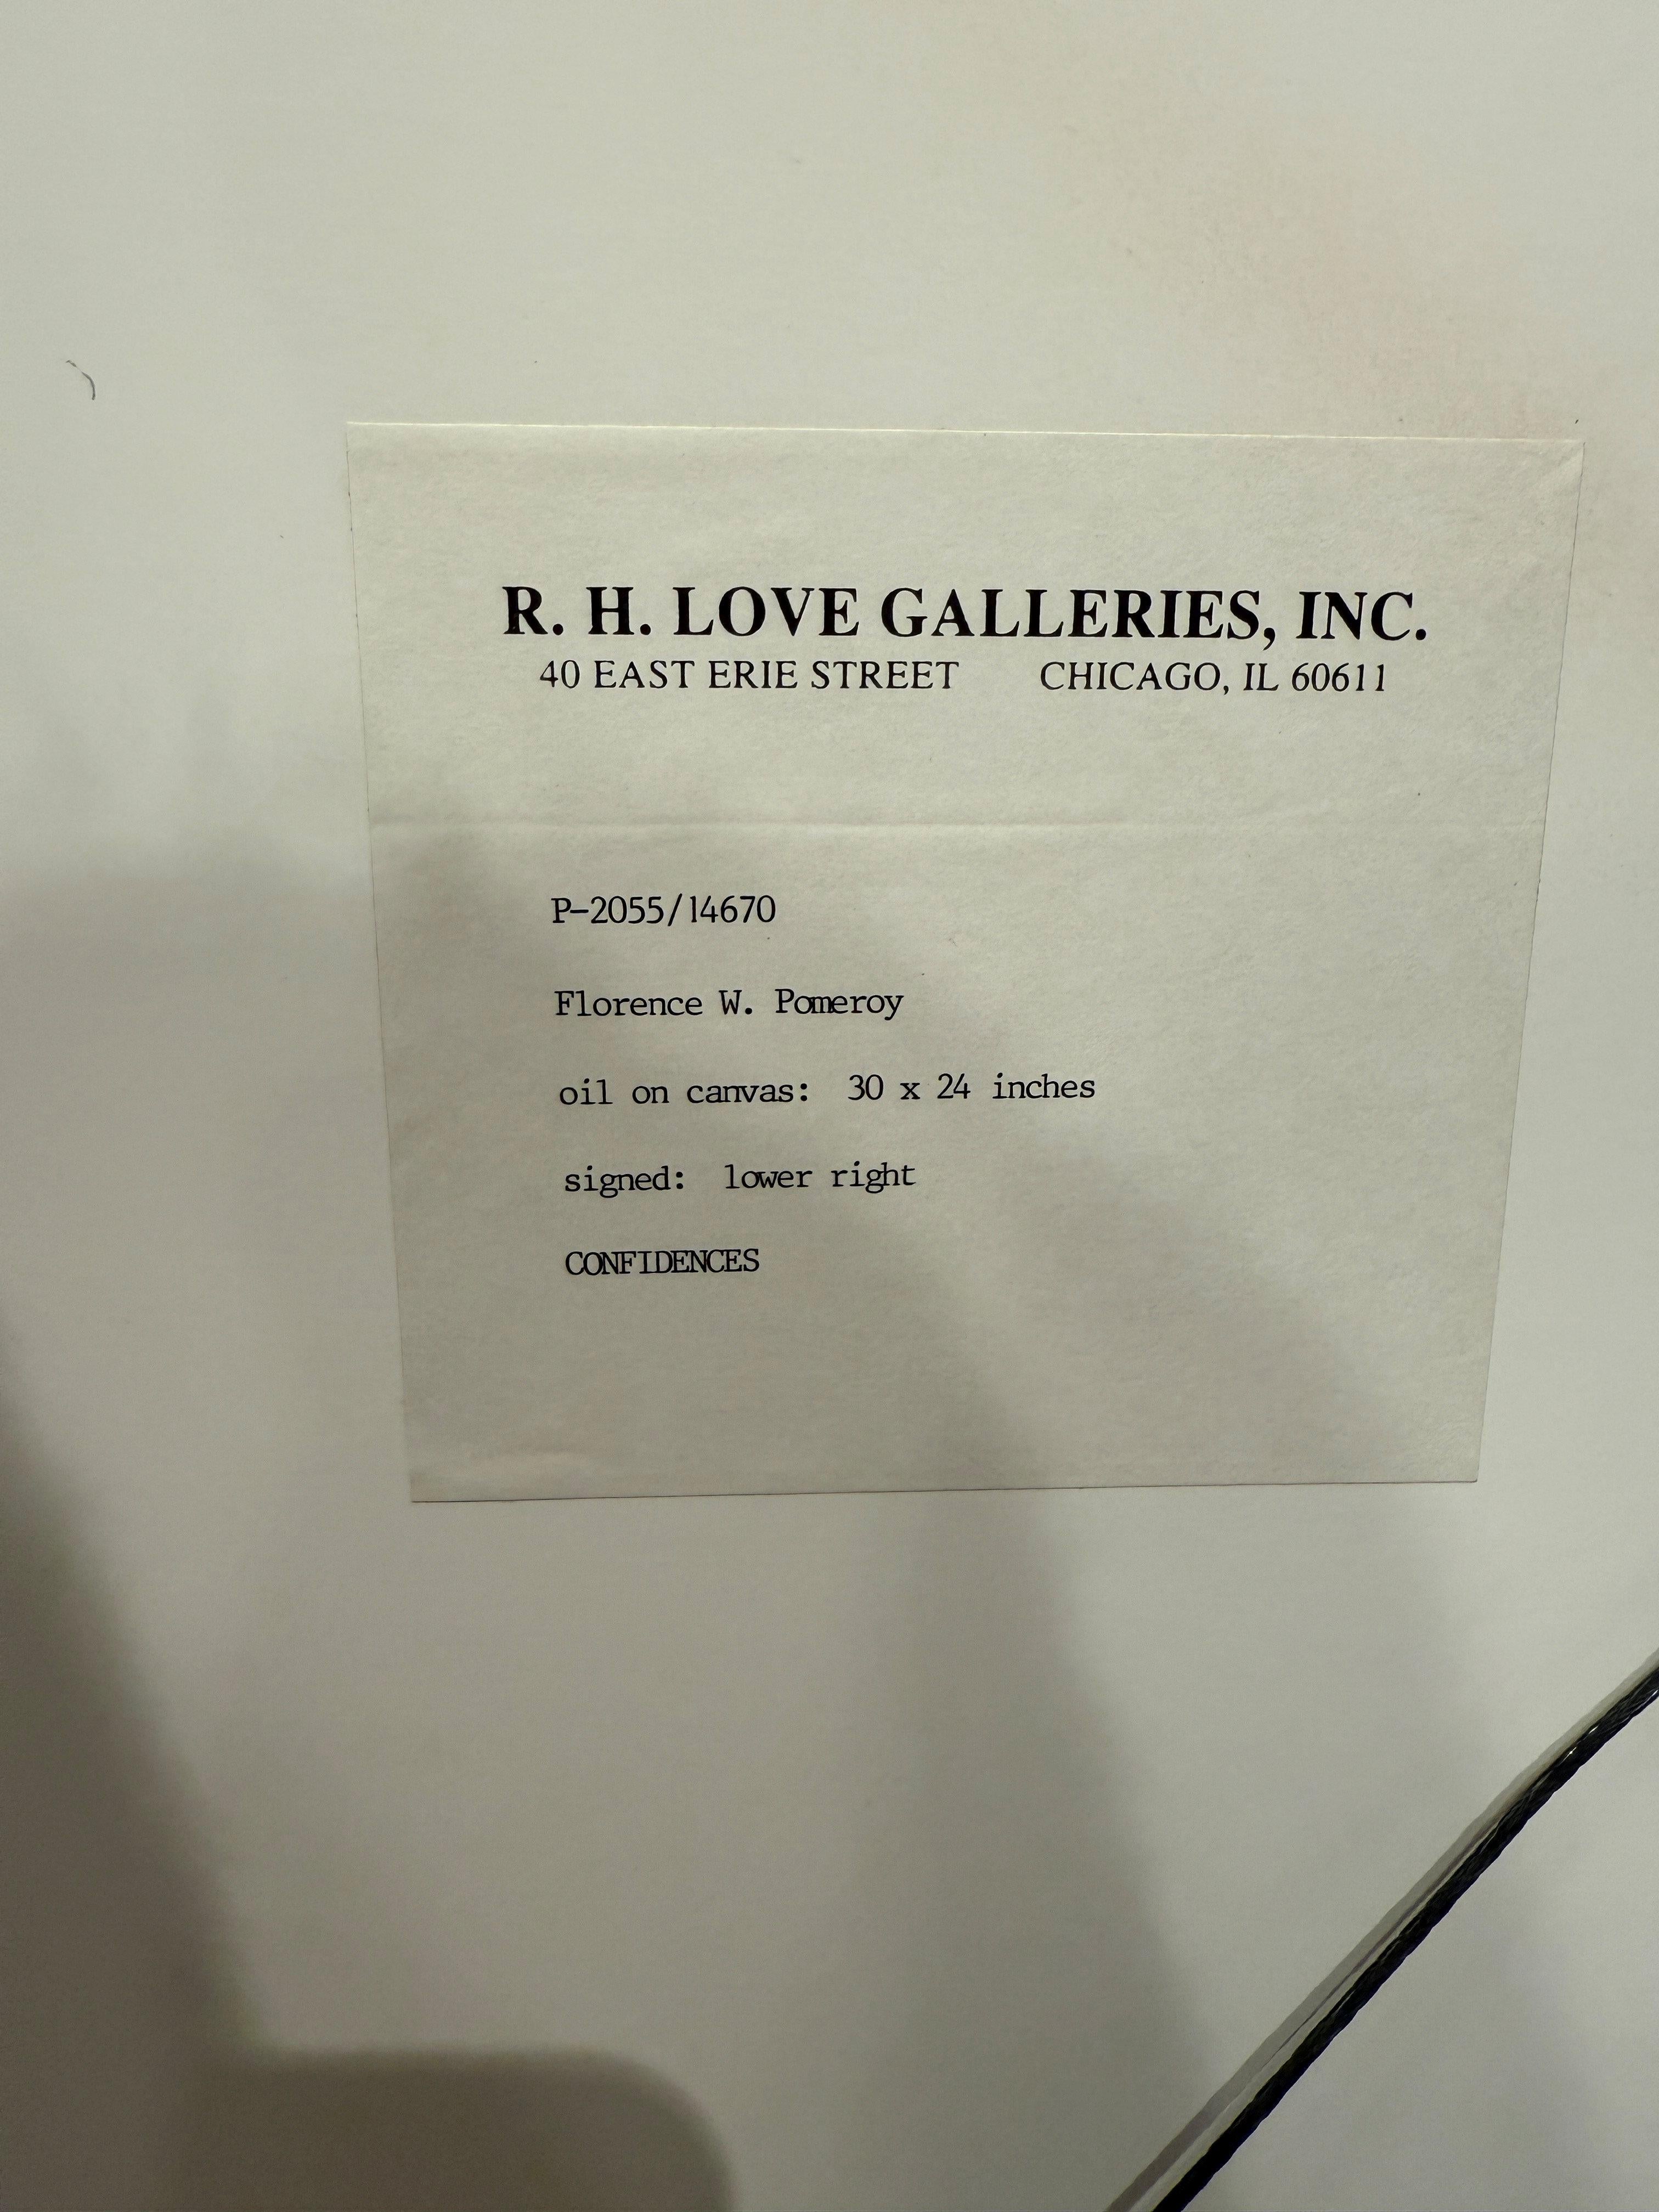 R. H. LOVE GALLERIES, INC.
40 EAST ERIE STREET CHICAGO, IL 60611
P-2055/14670
Florence W. Pomeroy
oil on canvas: 30 x 24 inches
signed: lower right
CONFIDENCES